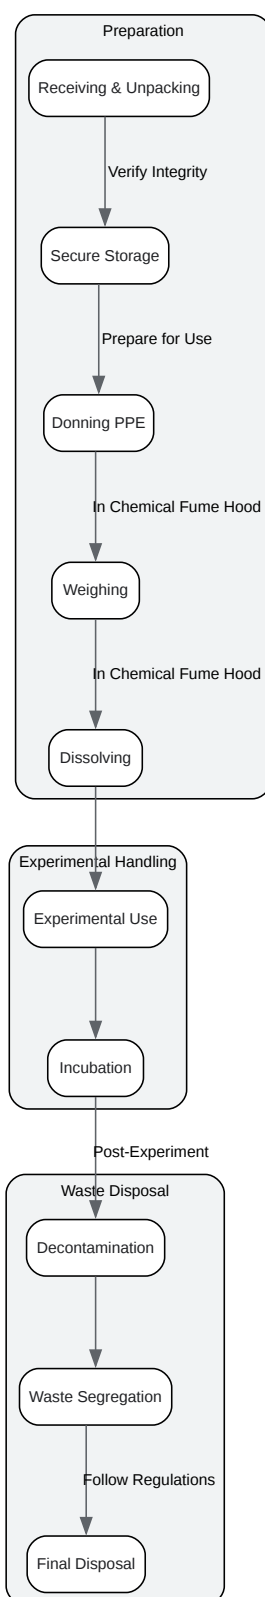 Preparation
Receiving & Unpacking
Verify Integrity
Secure Storage
Prepare for Use
Donning PPE
In Chemical Fume Hood
Weighing
In Chemical Fume Hood
Dissolving
Experimental Handling
Experimental Use
Incubation
Post-Experiment
Waste Disposal
Decontamination
Waste Segregation
Follow Regulations
Final Disposal